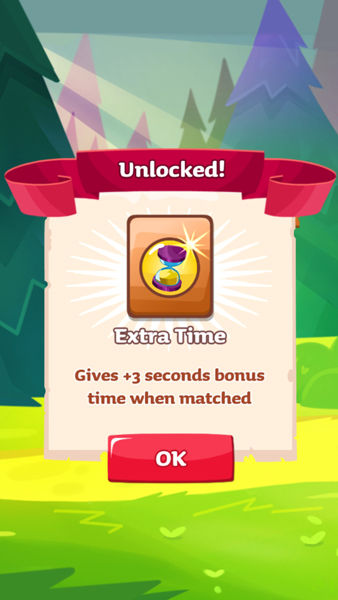 Unlocked!
Extra Time
Gives +3 seconds bonus
time when matched
OK